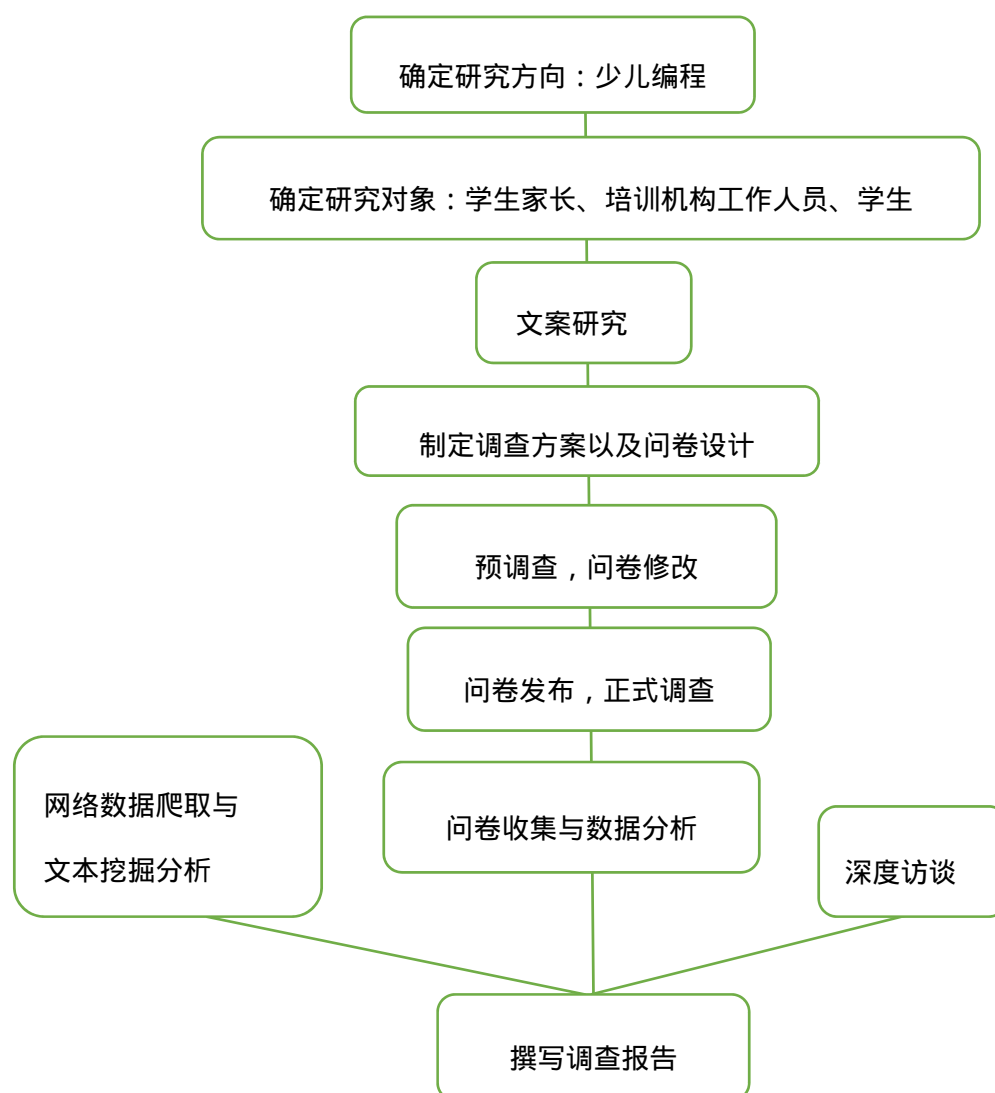 确定研究方向：少儿编程
确定研究对象：学生家长、培训机构工作人员、学生
文案研究
制定调查方案以及问卷设计
预调查，问卷修改
问卷发布，正式调查
网络数据爬取与
文本挖掘分析
问卷收集与数据分析
深度访谈
撰写调查报告